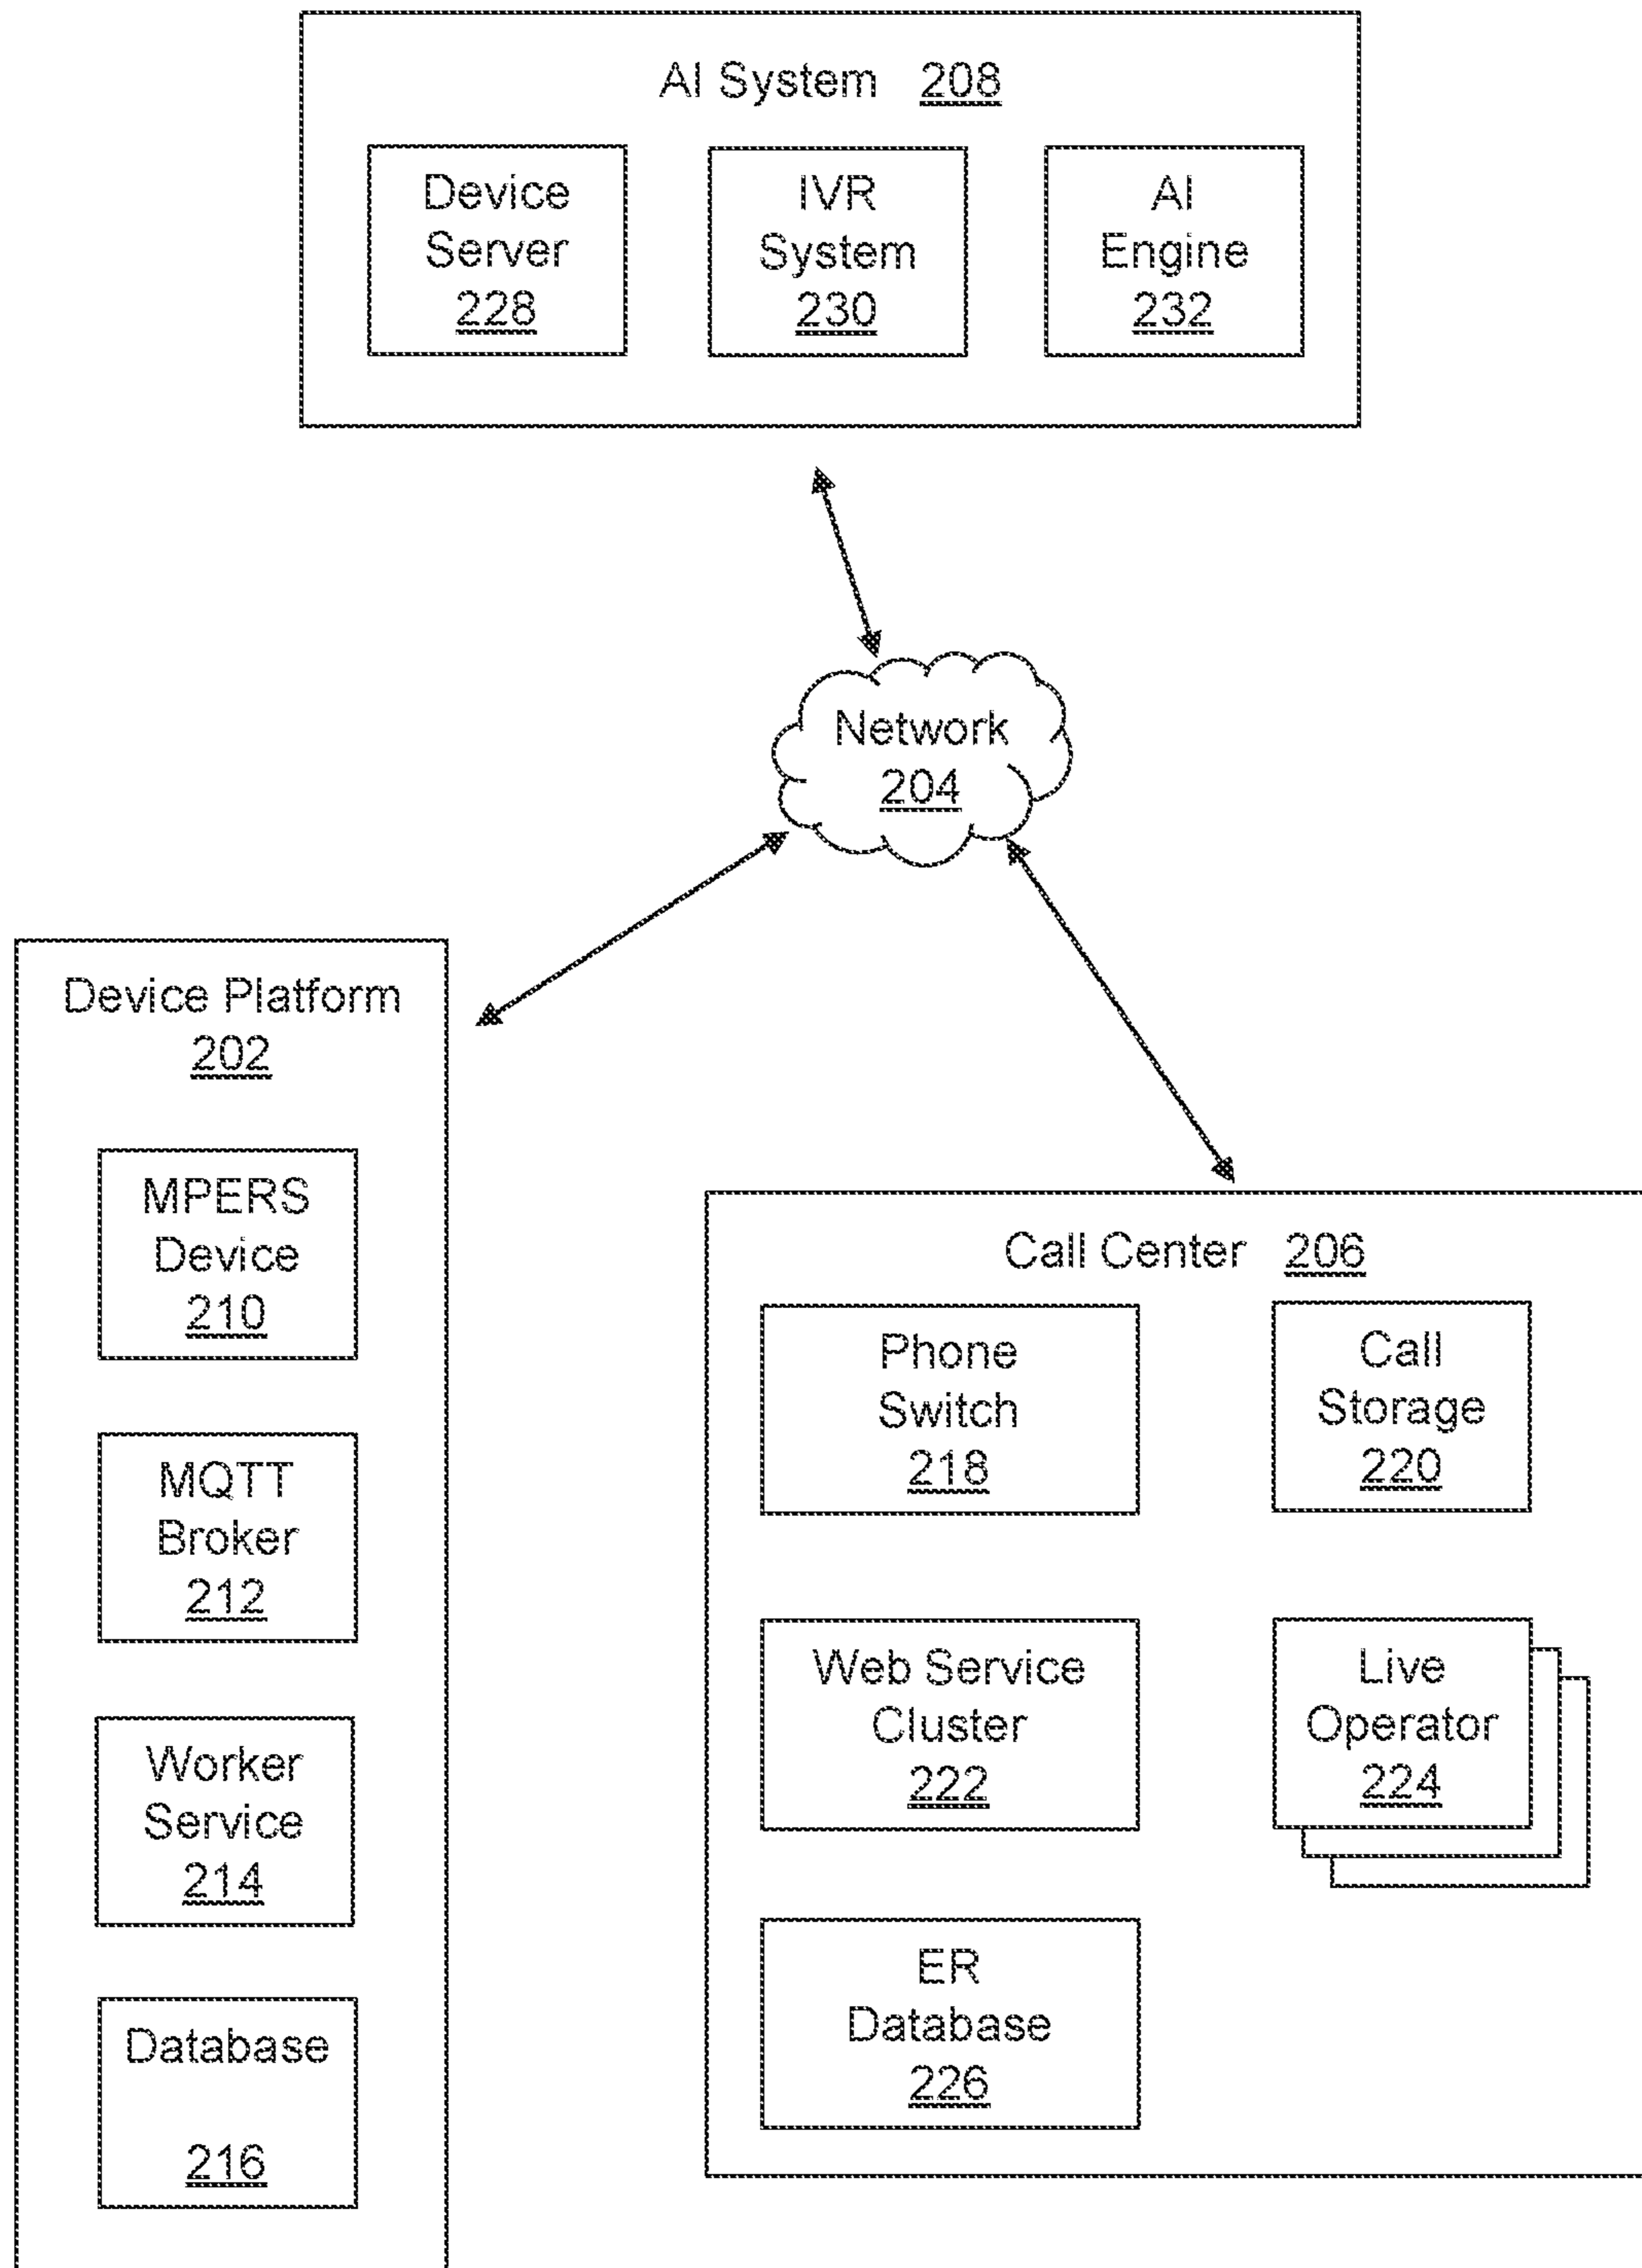 AI System 208
Device
Server
228
IVR
System
230
AI
Engine
232
Network
204
Device Platform
202
MPERS
Device
210
MQTT
Broker
212
Worker
Service
214
Database
216
Call Center 206
Phone
Switch
218
Call
Storage
220
Web Service
Cluster
222
Live
Operator
224
ER
Database
226